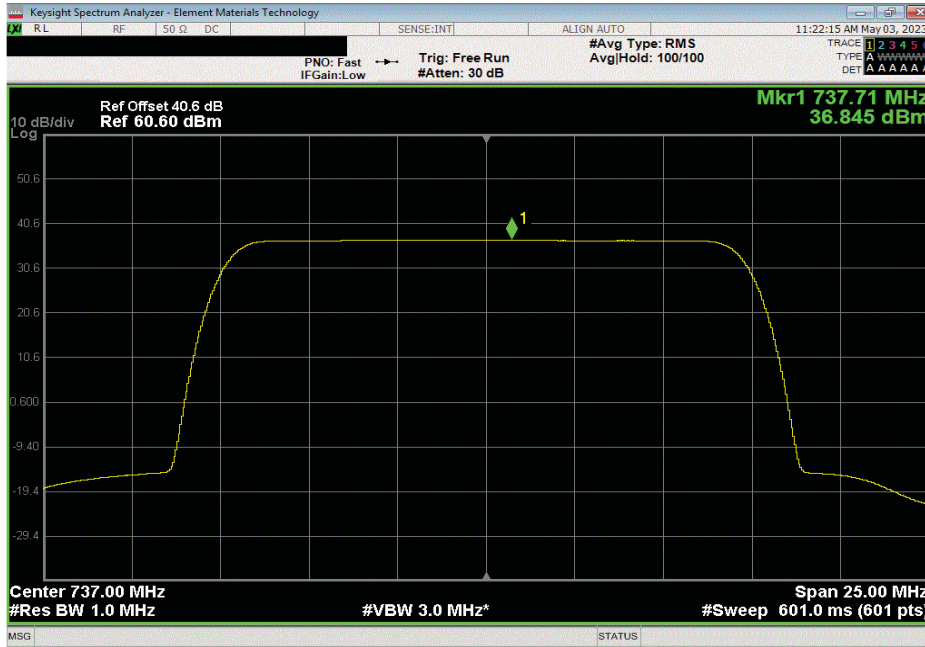 Keysight Spectrum Analyzer - Element Materials Technology
LXI RL RF 50 Ω DC SENSE:INT ALIGN AUTO 11:22:15 AM May 03, 2023
#Avg Type: RMS TRACE 1 2 3 4 5
PNO: Fast Trig: Free Run Avg|Hold: 100/100 TYPE A WWWWW
IFGain:Low #Atten: 30 dB DET A A A A A
Mkr1 737.71 MHz
36.845 dBm
Ref Offset 40.6 dB
10 dB/div Ref 60.60 dBm
Log
1
50.6
40.6
30.6
20.6
10.6
0.600
-9.40
-19.4
-29.4
Center 737.00 MHz Span 25.00 MHz
#Res BW 1.0 MHz #VBW 3.0 MHz* #Sweep 601.0 ms (601 pts)
MSG STATUS